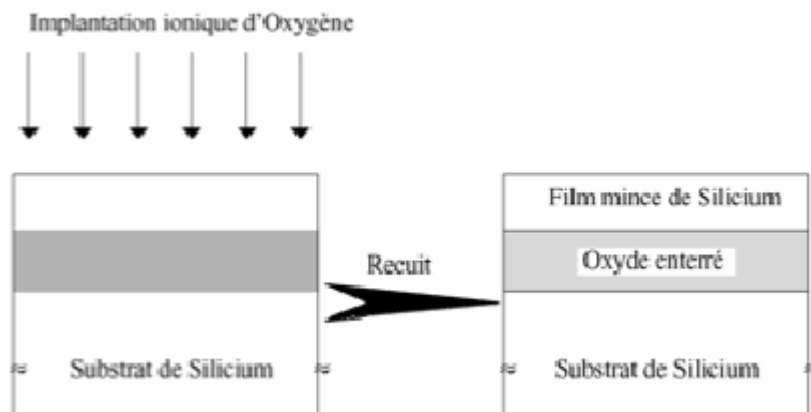 Implantation ionique d'Oxygène
Film mince de Silicium
Recuit
Oxyde enterré
Substrat de Silicium
Substrat de Silicium